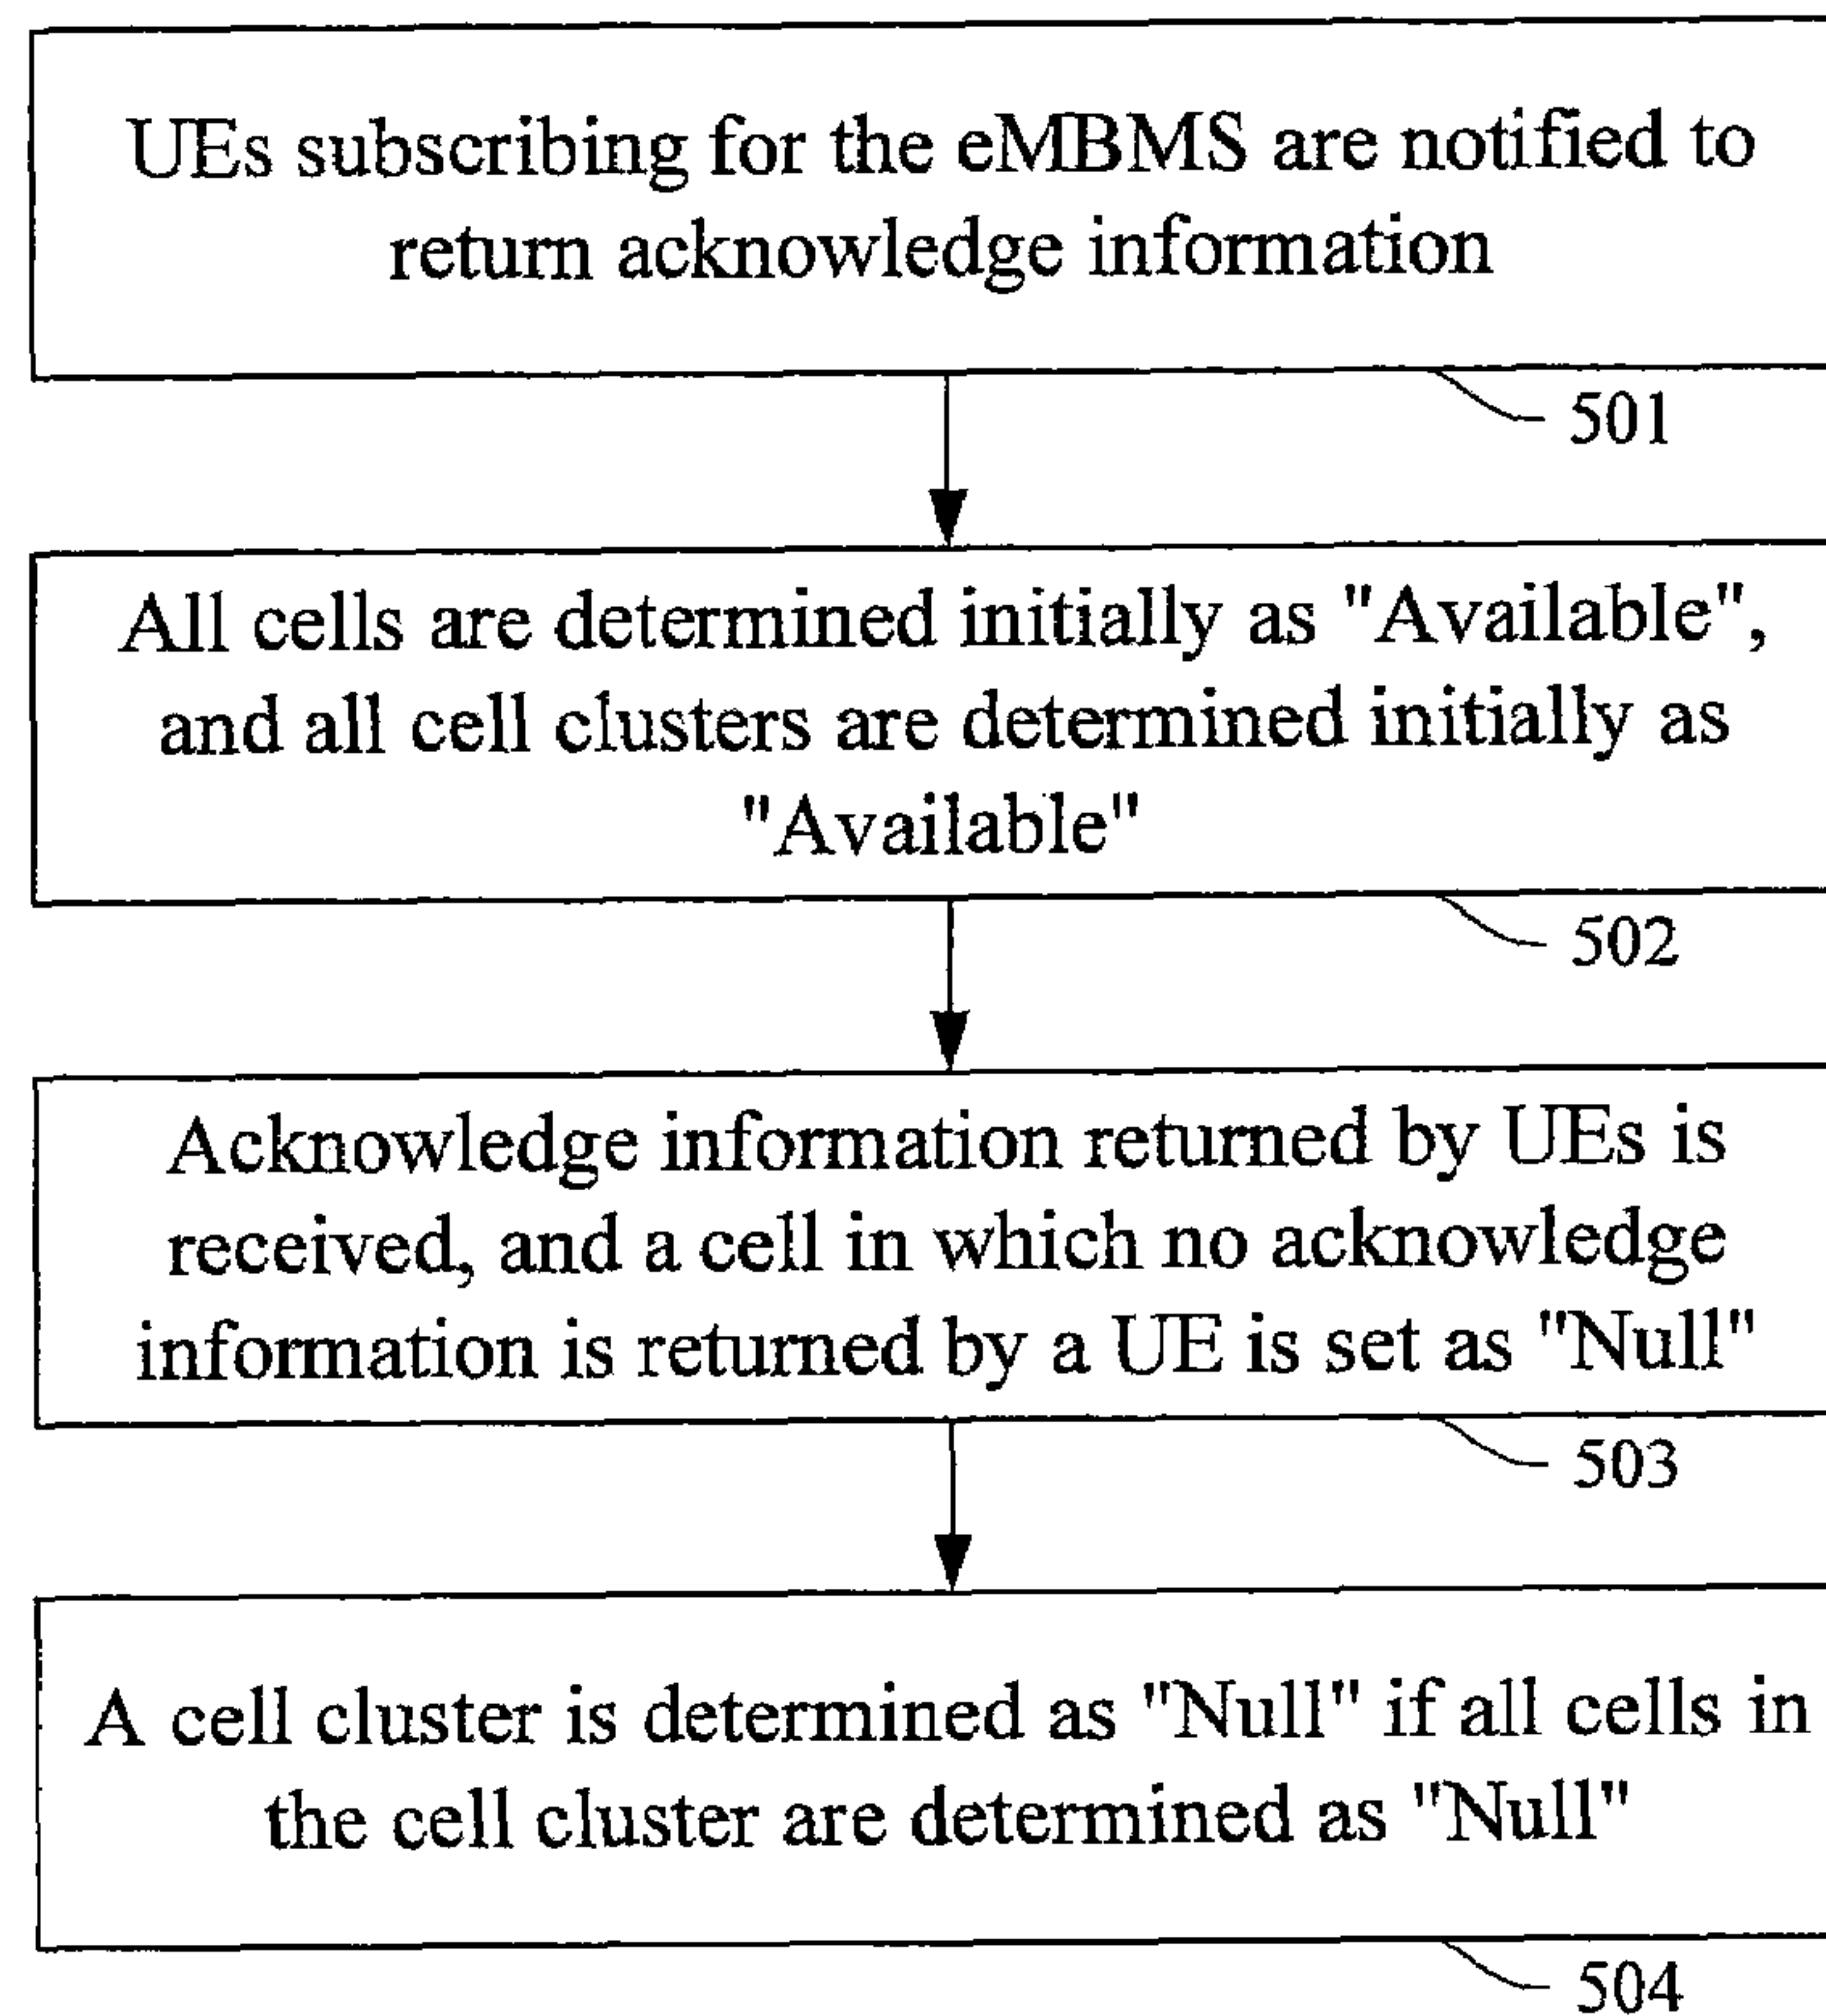 UEs subscribing for the eMBMS are notified to
return acknowledge information
501
All cells are determined initially as "Available",
and all cell clusters are determined initially as
"Available"
502
Acknowledge information returned by UEs is
received, and a cell in which no acknowledge
information is returned by a UE is set as "Null"
503
A cell cluster is determined as "Null" if all cells in
the cell cluster are determined as "Null"
504